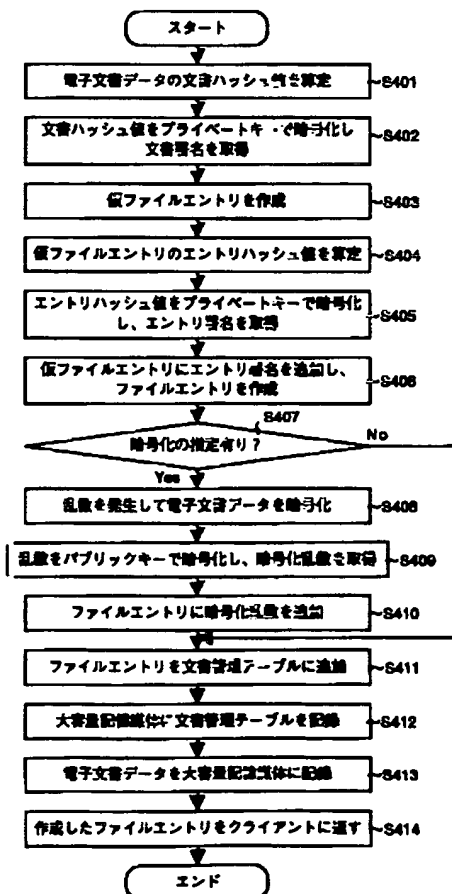 スタート
電子文書データの文書ハッシュ値を算定
S401
文書ハッシュ値をプライベートキーで暗号化し
文書署名を取得
S402
仮ファイルエントリを作成
S403
仮ファイルエントリのエントリハッシュ値を算定
S404
エントリハッシュ値をプライベートキーで暗号化
し、エントリ署名を取得
S405
仮ファイルエントリにエントリ署名を追加し、
ファイルエントリを作成
S406
S407
暗号化の指定有り?
No
Yes
乱数を発生して電子文書データを暗号化
S408
乱数をパブリックキーで暗号化し、暗号化乱数を取得
S409
ファイルエントリに暗号化乱数を追加
S410
ファイルエントリを文書管理テーブルに追加
S411
大容量記憶媒体に文書管理テーブルを記録
S412
電子文書データを大容量記憶媒体に記録
S413
作成したファイルエントリをクライアントに返す
S414
エンド